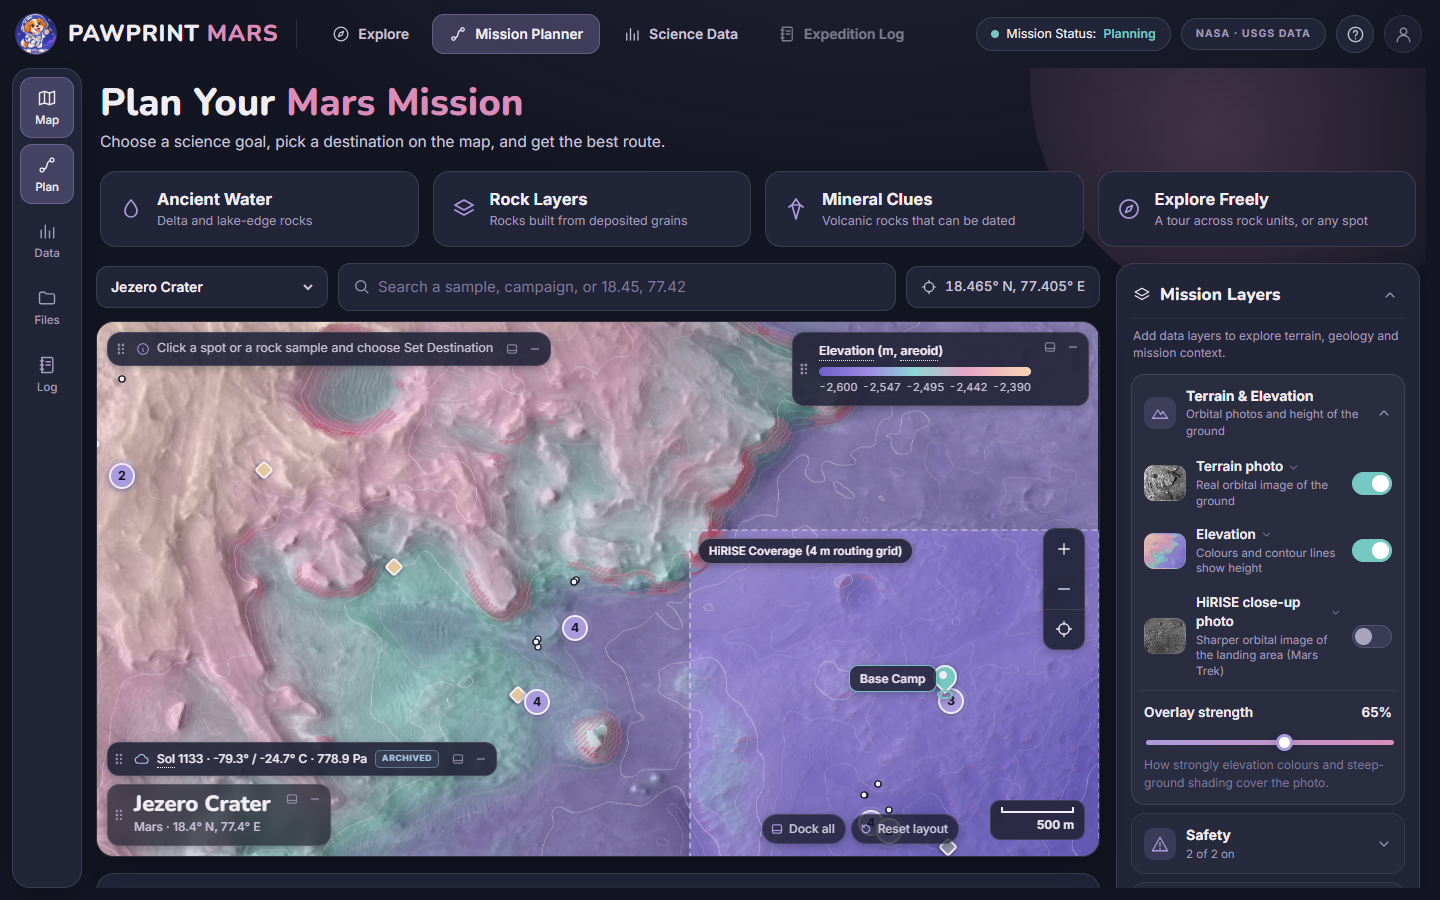 PAWPRINT MARS
Explore
Mission Planner
Science Data
Expedition Log
Mission Status: Planning
NASA · USGS DATA
Map
Plan
Data
Files
Log
Plan Your Mars Mission
Choose a science goal, pick a destination on the map, and get the best route.
Ancient Water
Delta and lake-edge rocks
Rock Layers
Rocks built from deposited grains
Mineral Clues
Volcanic rocks that can be dated
Explore Freely
A tour across rock units, or any spot
Jezero Crater
Search a sample, campaign, or 18.45, 77.42
18.465° N, 77.405° E
Click a spot or a rock sample and choose Set Destination
Elevation (m, areoid)
-2,600 -2,547 -2,495 -2,442 -2,390
2
HiRISE Coverage (4 m routing grid)
4
4
Base Camp
3
Sol 1133 · -79.3° / -24.7° C · 778.9 Pa
ARCHIVED
Jezero Crater
Mars · 18.4° N, 77.4° E
Dock all
Reset layout
500 m
Mission Layers
Add data layers to explore terrain, geology and
mission context.
Terrain & Elevation
Orbital photos and height of the
ground
Terrain photo
Real orbital image of the
ground
Elevation
Colours and contour lines
show height
HiRISE close-up
photo
Sharper orbital image of
the landing area (Mars
Trek)
Overlay strength
65%
How strongly elevation colours and steep-
ground shading cover the photo.
Safety
2 of 2 on